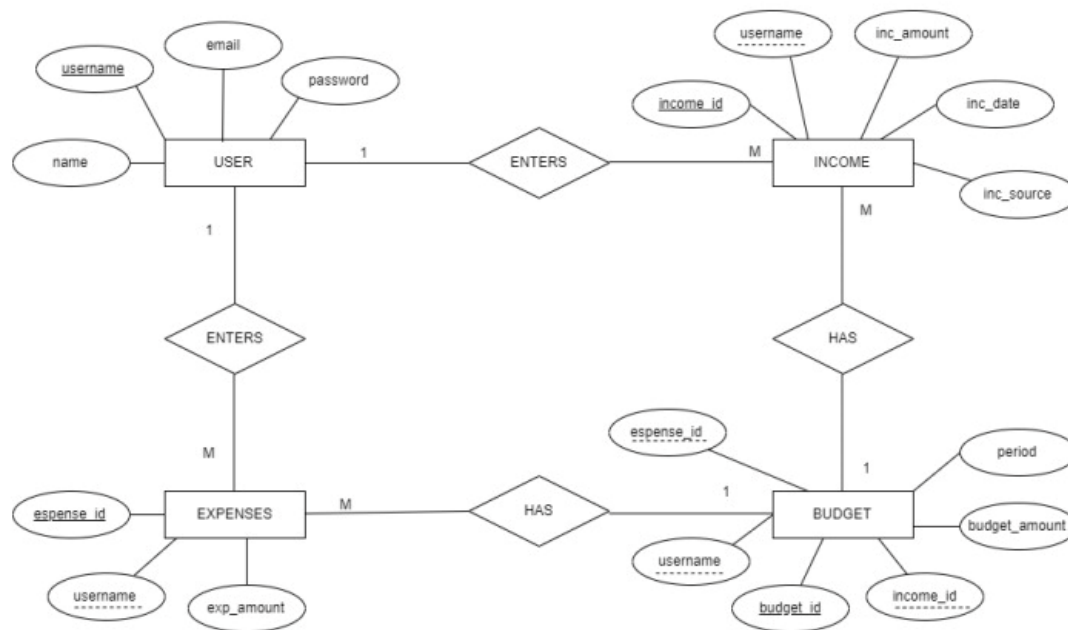 email
username
password
name
USER
1
ENTERS
M
INCOME
username
inc_amount
income_id
inc_date
inc_source
1
M
ENTERS
HAS
M
1
espense_id
period
espense_id
EXPENSES
M
HAS
1
BUDGET
budget_amount
username
exp_amount
username
budget_id
income_id